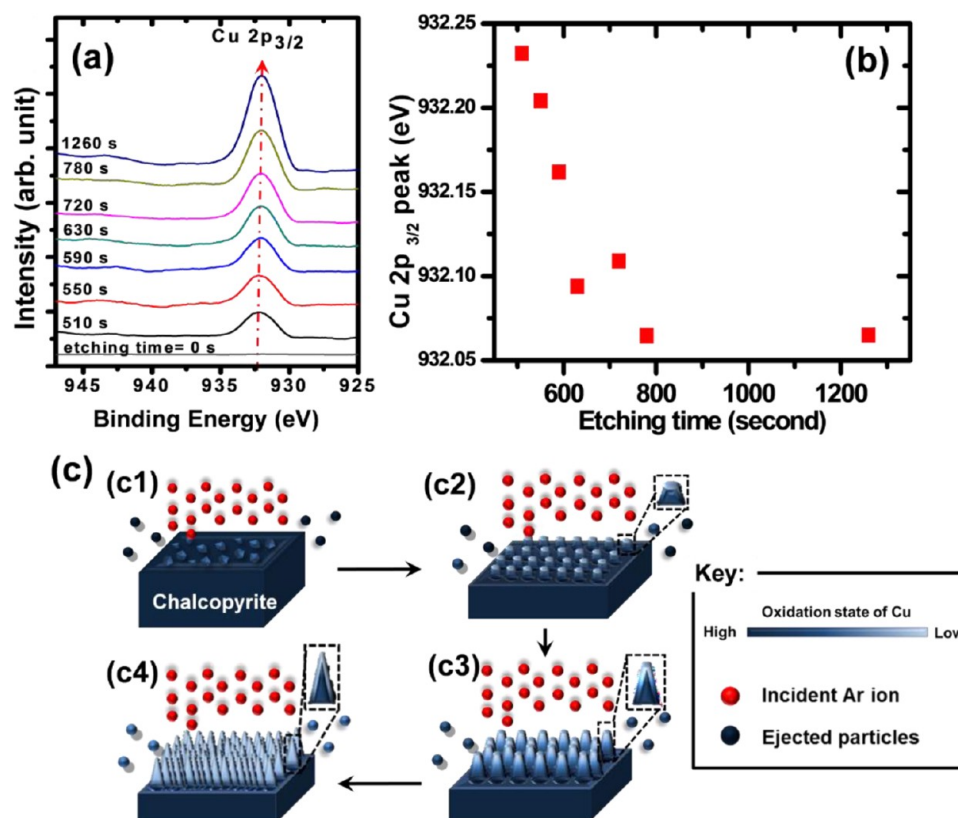 (a)
Cu 2p3/2
Intensity (arb. unit)
1260 s
780 s
720 s
630 s
590 s
550 s
510 s
etching time= 0 s
945 940 935 930 925
Binding Energy (eV)
(b)
Cu 2p 3/2 peak (eV)
932.25
932.20
932.15
932.10
932.05
600 800 1000 1200
Etching time (second)
(c)
(c1)
Chalcopyrite
(c2)
(c3)
(c4)
Key:
Oxidation state of Cu
High Low
Incident Ar ion
Ejected particles